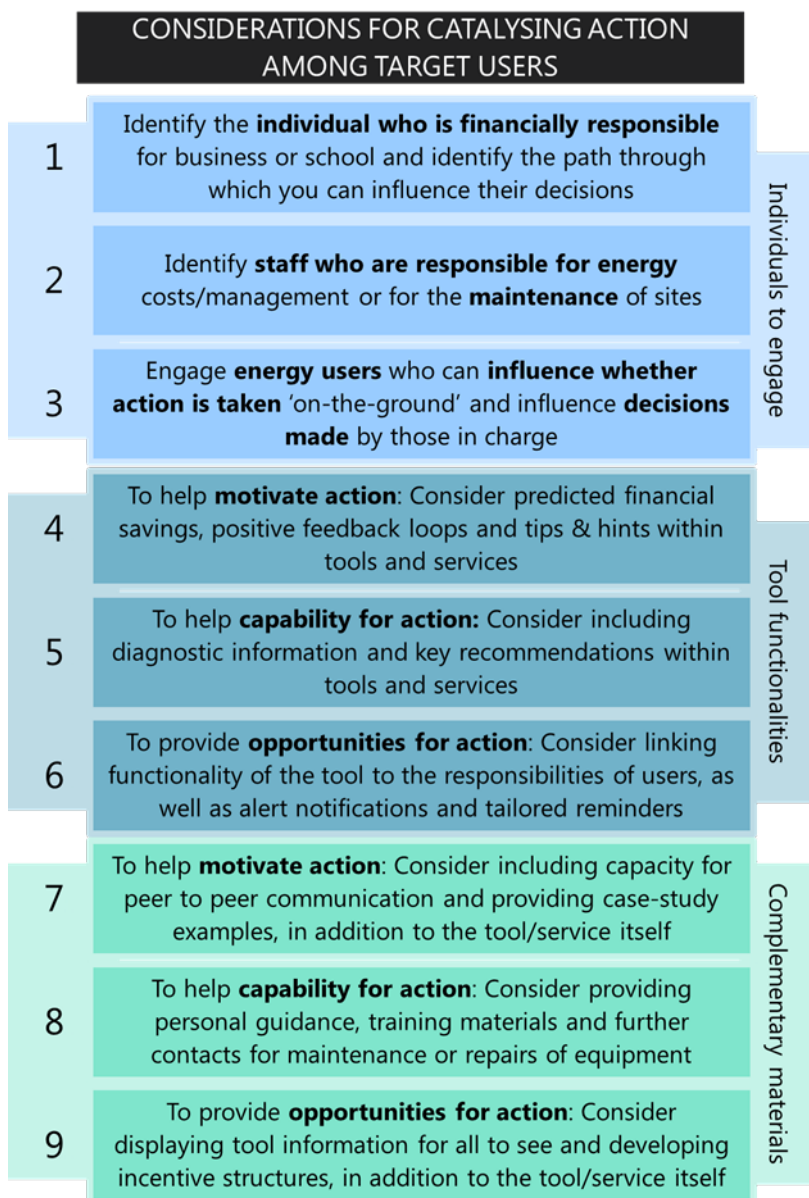 CONSIDERATIONS FOR CATALYSING ACTION
AMONG TARGET USERS
1
Identify the individual who is financially responsible
for business or school and identify the path through
which you can influence their decisions
2
Identify staff who are responsible for energy
costs/management or for the maintenance of sites
3
Engage energy users who can influence whether
action is taken ‘on-the-ground’ and influence decisions
made by those in charge
Individuals to engage
4
To help motivate action: Consider predicted financial
savings, positive feedback loops and tips & hints within
tools and services
5
To help capability for action: Consider including
diagnostic information and key recommendations within
tools and services
6
To provide opportunities for action: Consider linking
functionality of the tool to the responsibilities of users, as
well as alert notifications and tailored reminders
Tool functionalities
7
To help motivate action: Consider including capacity for
peer to peer communication and providing case-study
examples, in addition to the tool/service itself
8
To help capability for action: Consider providing
personal guidance, training materials and further
contacts for maintenance or repairs of equipment
9
To provide opportunities for action: Consider
displaying tool information for all to see and developing
incentive structures, in addition to the tool/service itself
Complementary materials